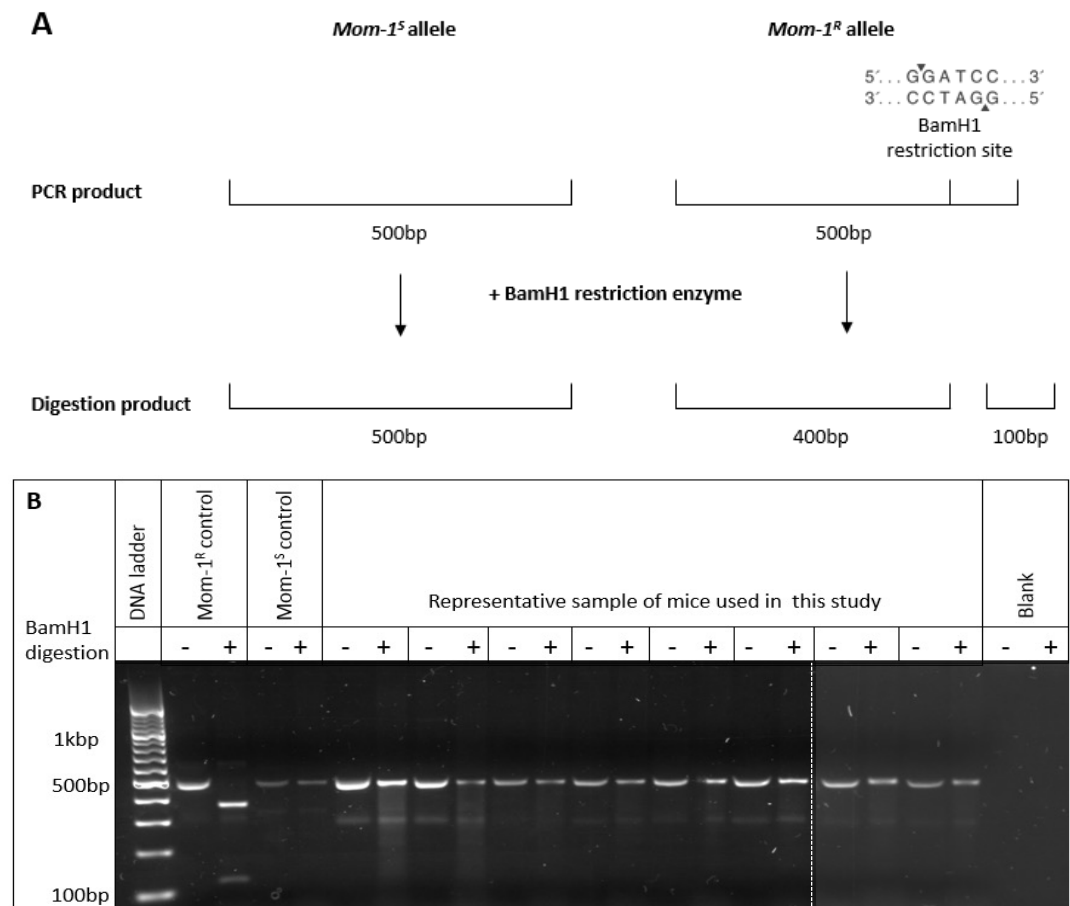 A
Mom-1ˢ allele
Mom-1ᴿ allele
5´... GGATCC... 3´
3´... CCTAGG... 5´
BamH1
restriction site
PCR product
500bp
500bp
+ BamH1 restriction enzyme
Digestion product
500bp
400bp
100bp
B
DNA ladder
Mom-1ᴿ control
Mom-1ˢ control
Representative sample of mice used in this study
Blank
BamH1
digestion
- + - + - + - + - + - + - + - + - + - + - +
1kbp
500bp
100bp